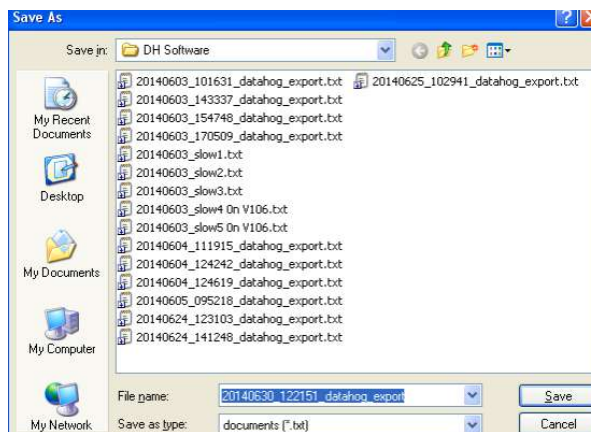 Save As
Save in:
DH Software
My Recent
Documents
Desktop
My Documents
My Computer
My Network
20140603_101631_datahog_export.txt
20140603_143337_datahog_export.txt
20140603_154748_datahog_export.txt
20140603_170509_datahog_export.txt
20140603_slow1.txt
20140603_slow2.txt
20140603_slow3.txt
20140603_slow4 0n V106.txt
20140603_slow5 0n V106.txt
20140604_111915_datahog_export.txt
20140604_124242_datahog_export.txt
20140604_124619_datahog_export.txt
20140605_095218_datahog_export.txt
20140624_123103_datahog_export.txt
20140624_141248_datahog_export.txt
20140625_102941_datahog_export.txt
File name:
20140630_122151_datahog_export
Save
Save as type:
documents (*.txt)
Cancel